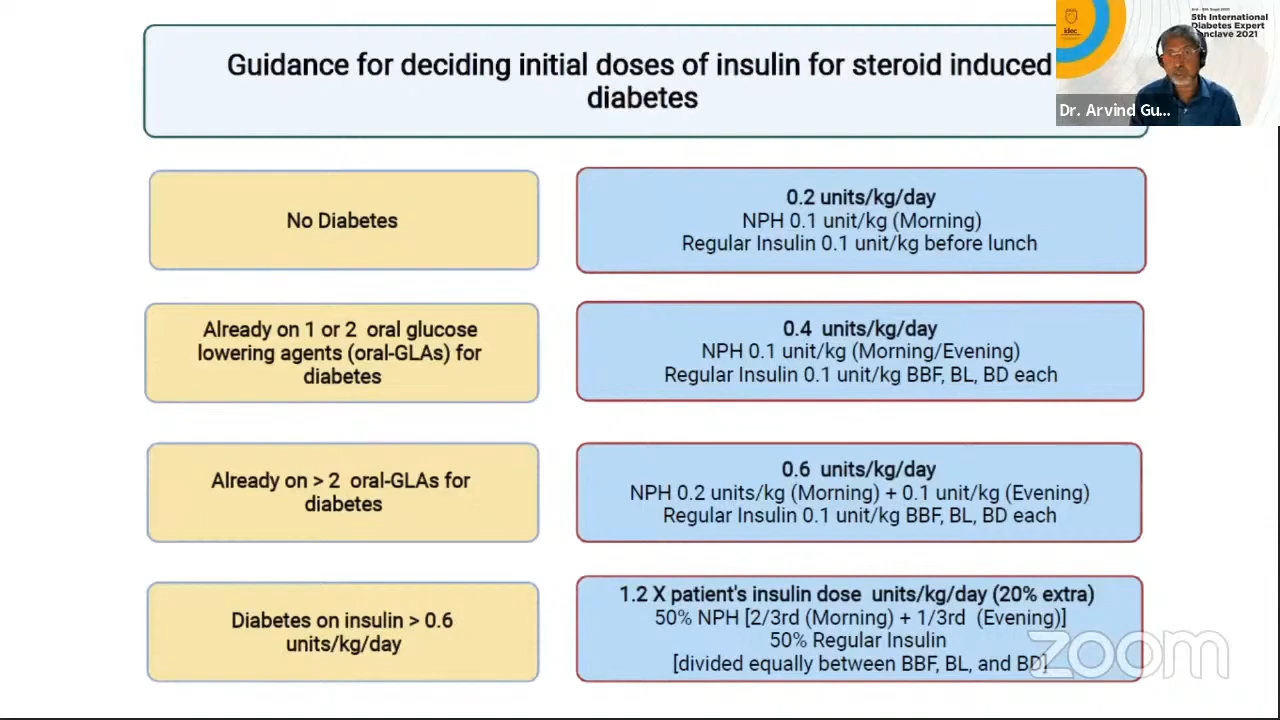 Guidance for deciding initial doses of insulin for steroid induced
diabetes
idec
5th International
Diabetes Expert
Conclave 2021
Dr. Arvind Gu...
No Diabetes
0.2 units/kg/day
NPH 0.1 unit/kg (Morning)
Regular Insulin 0.1 unit/kg before lunch
Already on 1 or 2 oral glucose
lowering agents (oral-GLAs) for
diabetes
0.4 units/kg/day
NPH 0.1 unit/kg (Morning/Evening)
Regular Insulin 0.1 unit/kg BBF, BL, BD each
Already on > 2 oral-GLAs for
diabetes
0.6 units/kg/day
NPH 0.2 units/kg (Morning) + 0.1 unit/kg (Evening)
Regular Insulin 0.1 unit/kg BBF, BL, BD each
Diabetes on insulin > 0.6
units/kg/day
1.2 X patient's insulin dose units/kg/day (20% extra)
50% NPH [2/3rd (Morning) + 1/3rd (Evening)]
50% Regular Insulin
[divided equally between BBF, BL, and BD]
zoom